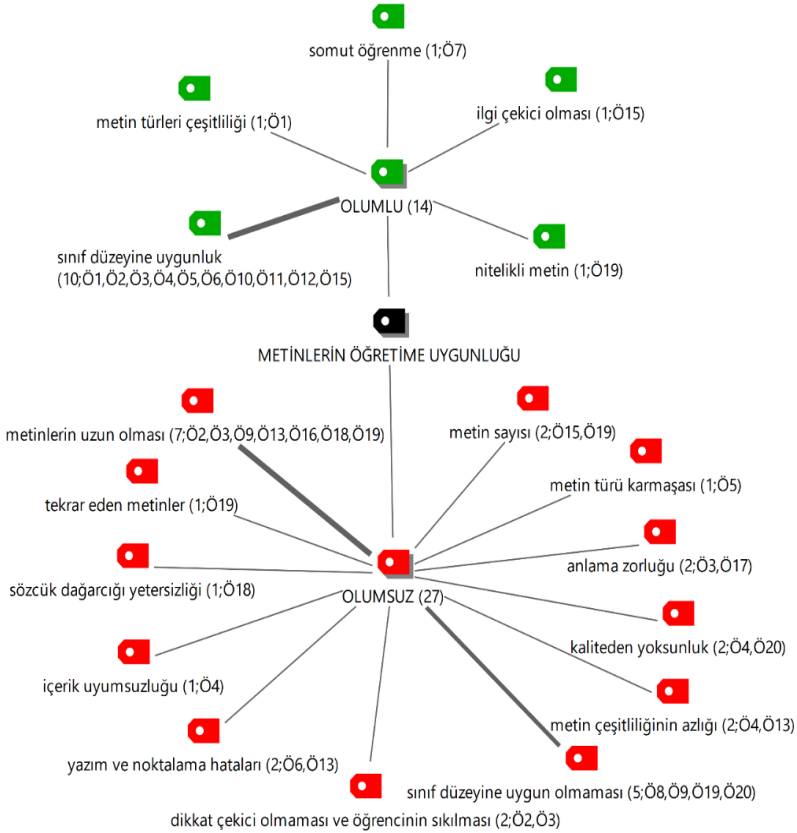 somut öğrenme (1;Ö7)
metin türleri çeşitliliği (1;Ö1)
ilgi çekici olması (1;Ö15)
OLUMLU (14)
sınıf düzeyine uygunluk
(10;Ö1,Ö2,Ö3,Ö4,Ö5,Ö6,Ö10,Ö11,Ö12,Ö15)
nitelikli metin (1;Ö19)
METİNLERİN ÖĞRETİME UYGUNLUĞU
metinlerin uzun olması (7;Ö2,Ö3,Ö9,Ö13,Ö16,Ö18,Ö19)
metin sayısı (2;Ö15,Ö19)
tekrar eden metinler (1;Ö19)
metin türü karmaşası (1;Ö5)
sözcük dağarcığı yetersizliği (1;Ö18)
anlama zorluğu (2;Ö3,Ö17)
OLUMSUZ (27)
kaliteden yoksunluk (2;Ö4,Ö20)
içerik uyumsuzluğu (1;Ö4)
metin çeşitliliğinin azlığı (2;Ö4,Ö13)
yazım ve noktalama hataları (2;Ö6,Ö13)
sınıf düzeyine uygun olmaması (5;Ö8,Ö9,Ö19,Ö20)
dikkat çekici olmaması ve öğrencinin sıkılması (2;Ö2,Ö3)